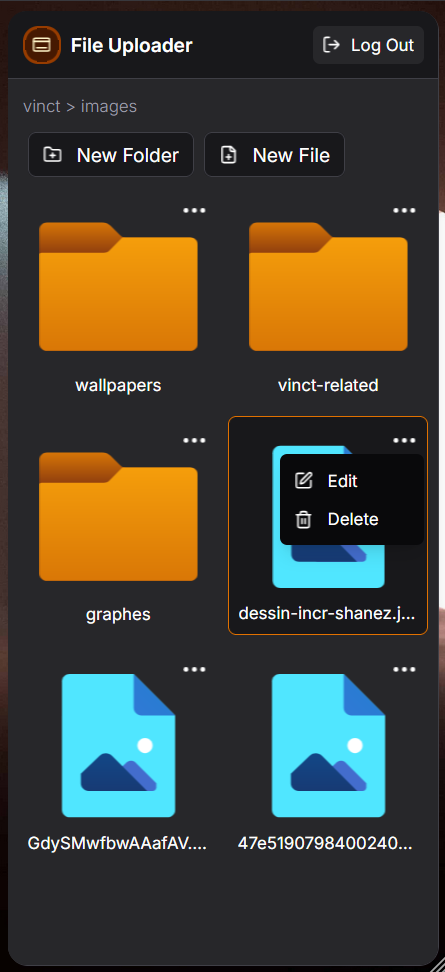 File Uploader
Log Out
vinct > images
New Folder
New File
wallpapers
vinct-related
Edit
Delete
graphes
dessin-incr-shanez.j...
GdySMwfbwAAafAV....
47e5190798400240...